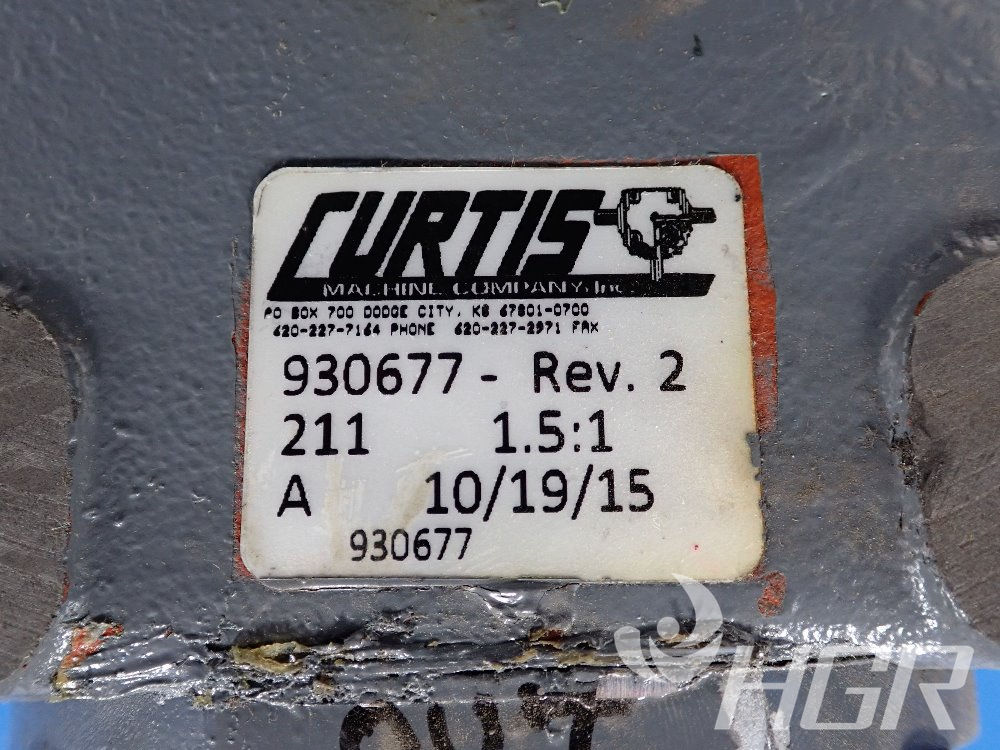 CURTIS
MACHINE COMPANY, Inc
PO BOX 700 DODGE CITY, KS 67801-0700
620-227-7164 PHONE 620-227-2971 FAX
930677 - Rev. 2
211 1.5:1
A 10/19/15
930677
HGR
OUT